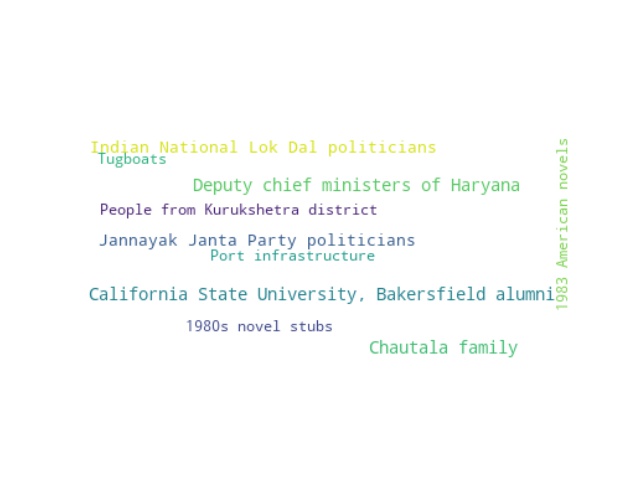 Indian National Lok Dal politicians
Tugboats
Deputy chief ministers of Haryana
People from Kurukshetra district
Jannayak Janta Party politicians
Port infrastructure
California State University, Bakersfield alumni
1980s novel stubs
Chautala family
1983 American novels